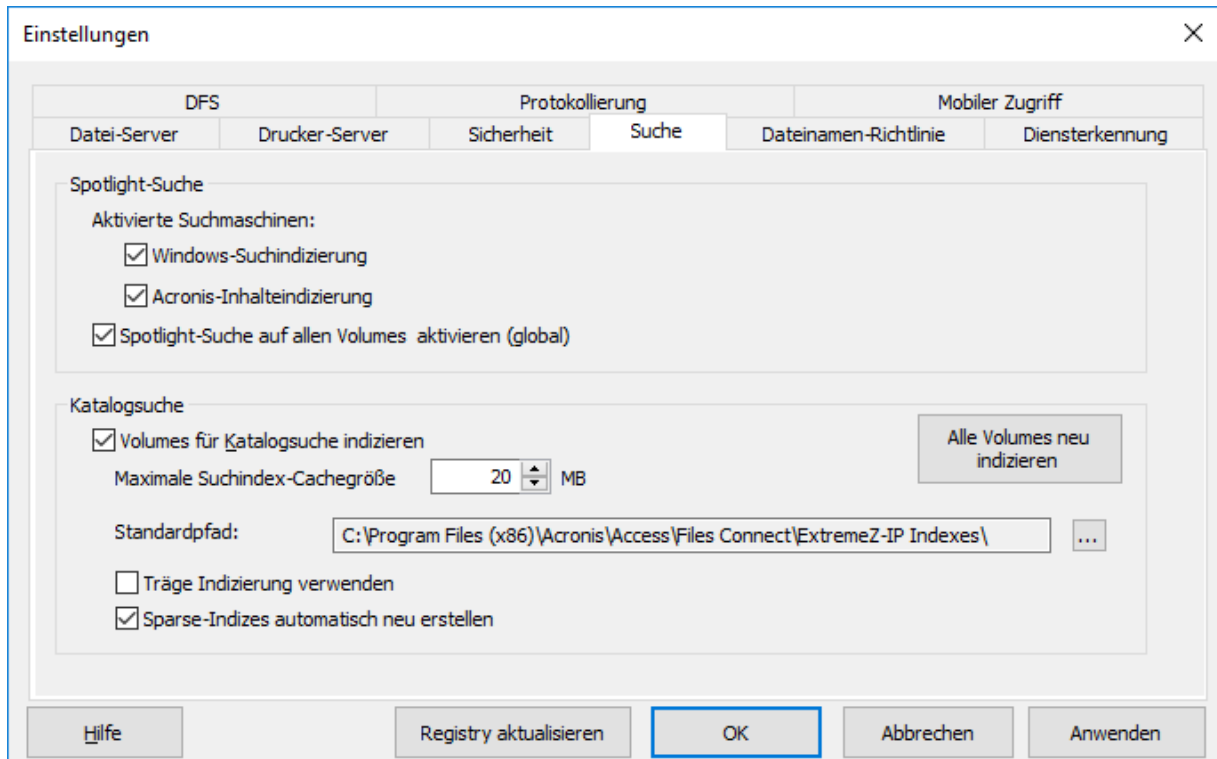 Einstellungen
DFS Protokollierung Mobiler Zugriff
Datei-Server Drucker-Server Sicherheit Suche Dateinamen-Richtlinie Diensterkennung
Spotlight-Suche
Aktivierte Suchmaschinen:
Windows-Suchindizierung
Acronis-Inhalteindizierung
Spotlight-Suche auf allen Volumes aktivieren (global)
Katalogsuche
Volumes für Katalogsuche indizieren
Alle Volumes neu
indizieren
Maximale Suchindex-Cachegröße 20 MB
Standardpfad: C:\Program Files (x86)\Acronis\Access\Files Connect\ExtremeZ-IP Indexes\ ...
Träge Indizierung verwenden
Sparse-Indizes automatisch neu erstellen
Hilfe Registry aktualisieren OK Abbrechen Anwenden